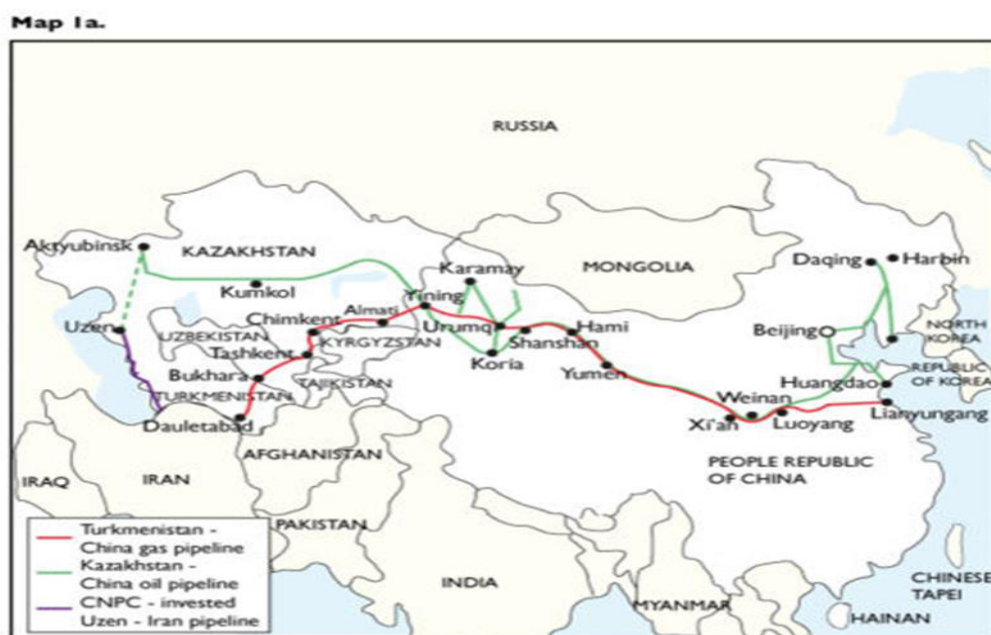 Map 1a.
RUSSIA
Aktyubinsk
KAZAKHSTAN
Karamay
MONGOLIA
Daqing
Harbin
Kumkol
Yining
Almati
Chimkent
Uzen
UZBEKISTAN
KYRGYZSTAN
Urumqi
Hami
Shanshan
Beijing
NORTH
KOREA
Tashkent
Koria
Yumen
Bukhara
TAJIKISTAN
REPUBLIC
OF KOREA
Huangdao
TURKMENISTAN
Weinan
Dauletabad
Xi'an
Luoyang
Lianyungang
AFGHANISTAN
PEOPLE REPUBLIC
OF CHINA
IRAQ
IRAN
PAKISTAN
INDIA
MYANMAR
CHINESE
TAPEI
HAINAN
Turkmenistan -
China gas pipeline
Kazakhstan -
China oil pipeline
CNPC - invested
Uzen - Iran pipeline